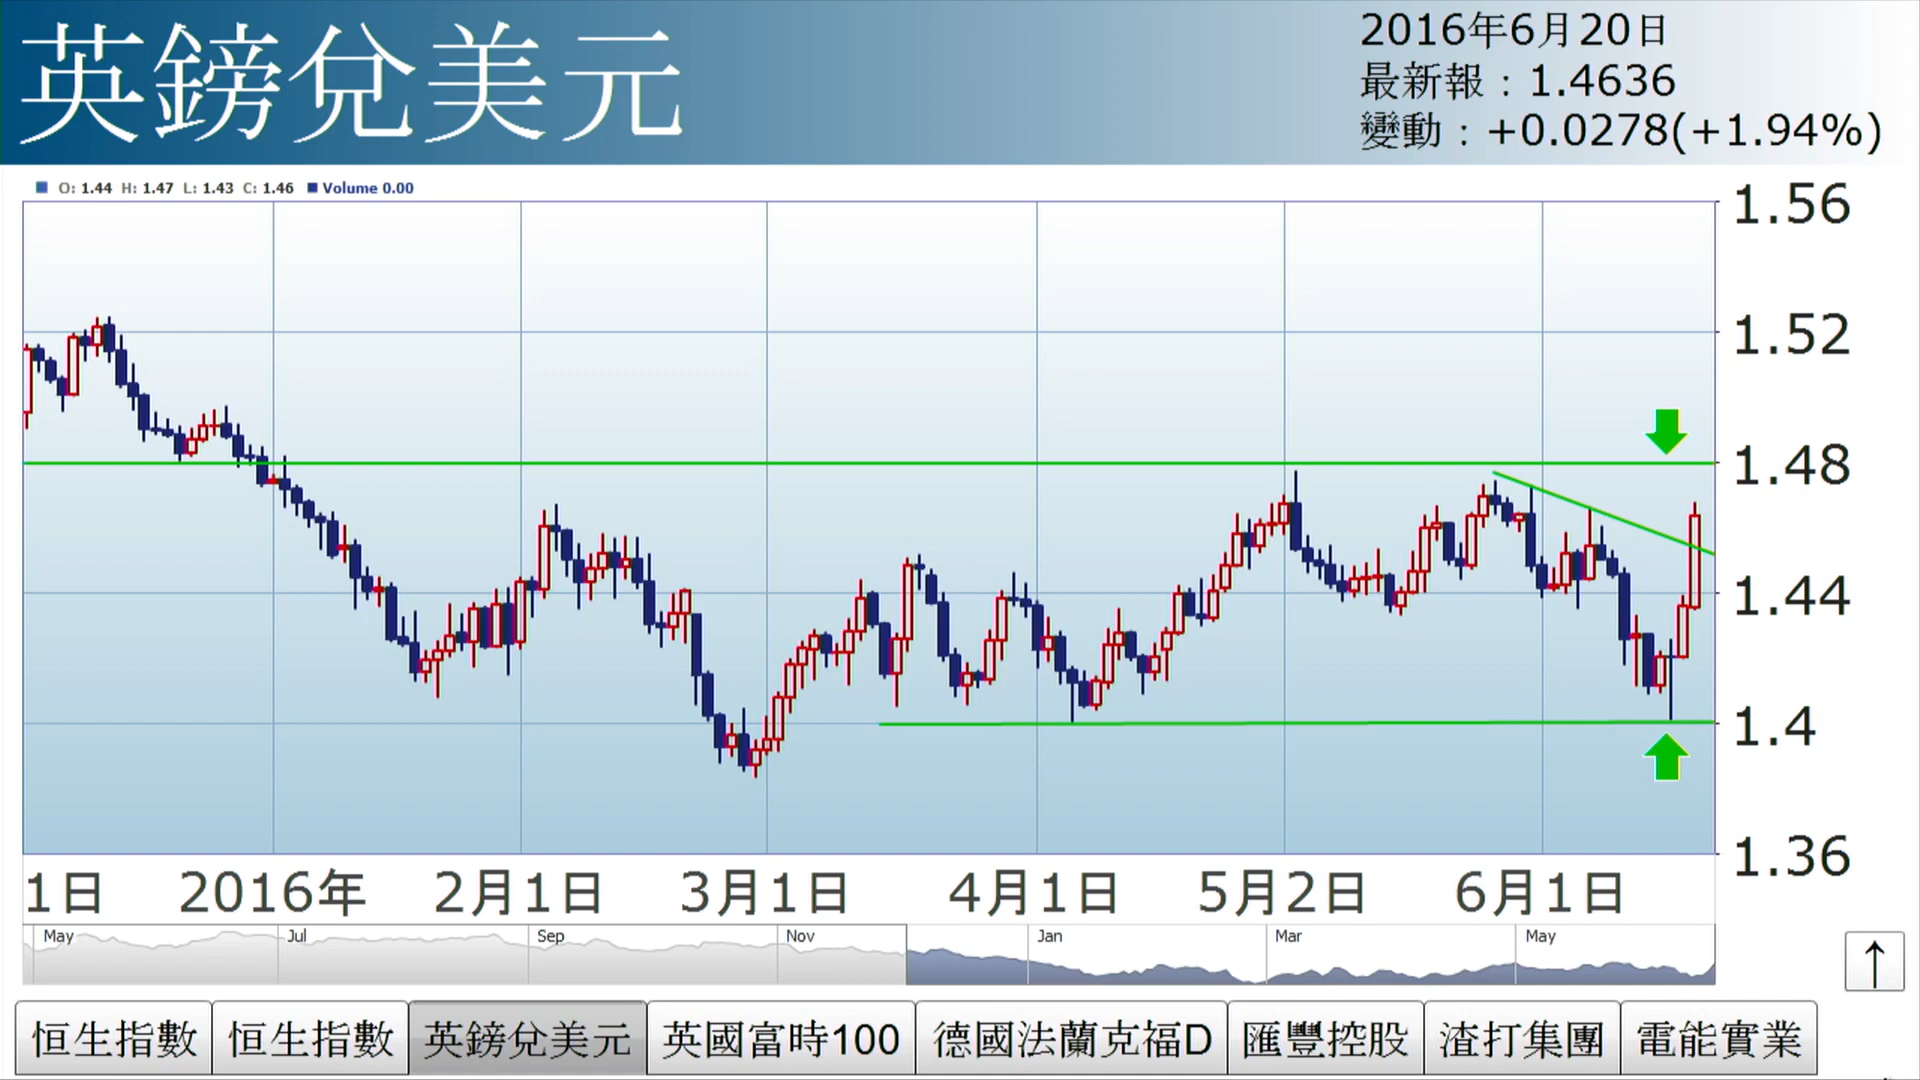 英鎊兌美元
2016年6月20日
最新報：1.4636
變動：+0.0278(+1.94%)
O: 1.44 H: 1.47 L: 1.43 C: 1.46 Volume 0.00
1.56
1.52
1.48
1.44
1.4
1.36
1日 2016年 2月1日 3月1日 4月1日 5月2日 6月1日
May Jul Sep Nov Jan Mar May
恒生指數 恒生指數 英鎊兌美元 英國富時100 德國法蘭克福D 匯豐控股 渣打集團 電能實業